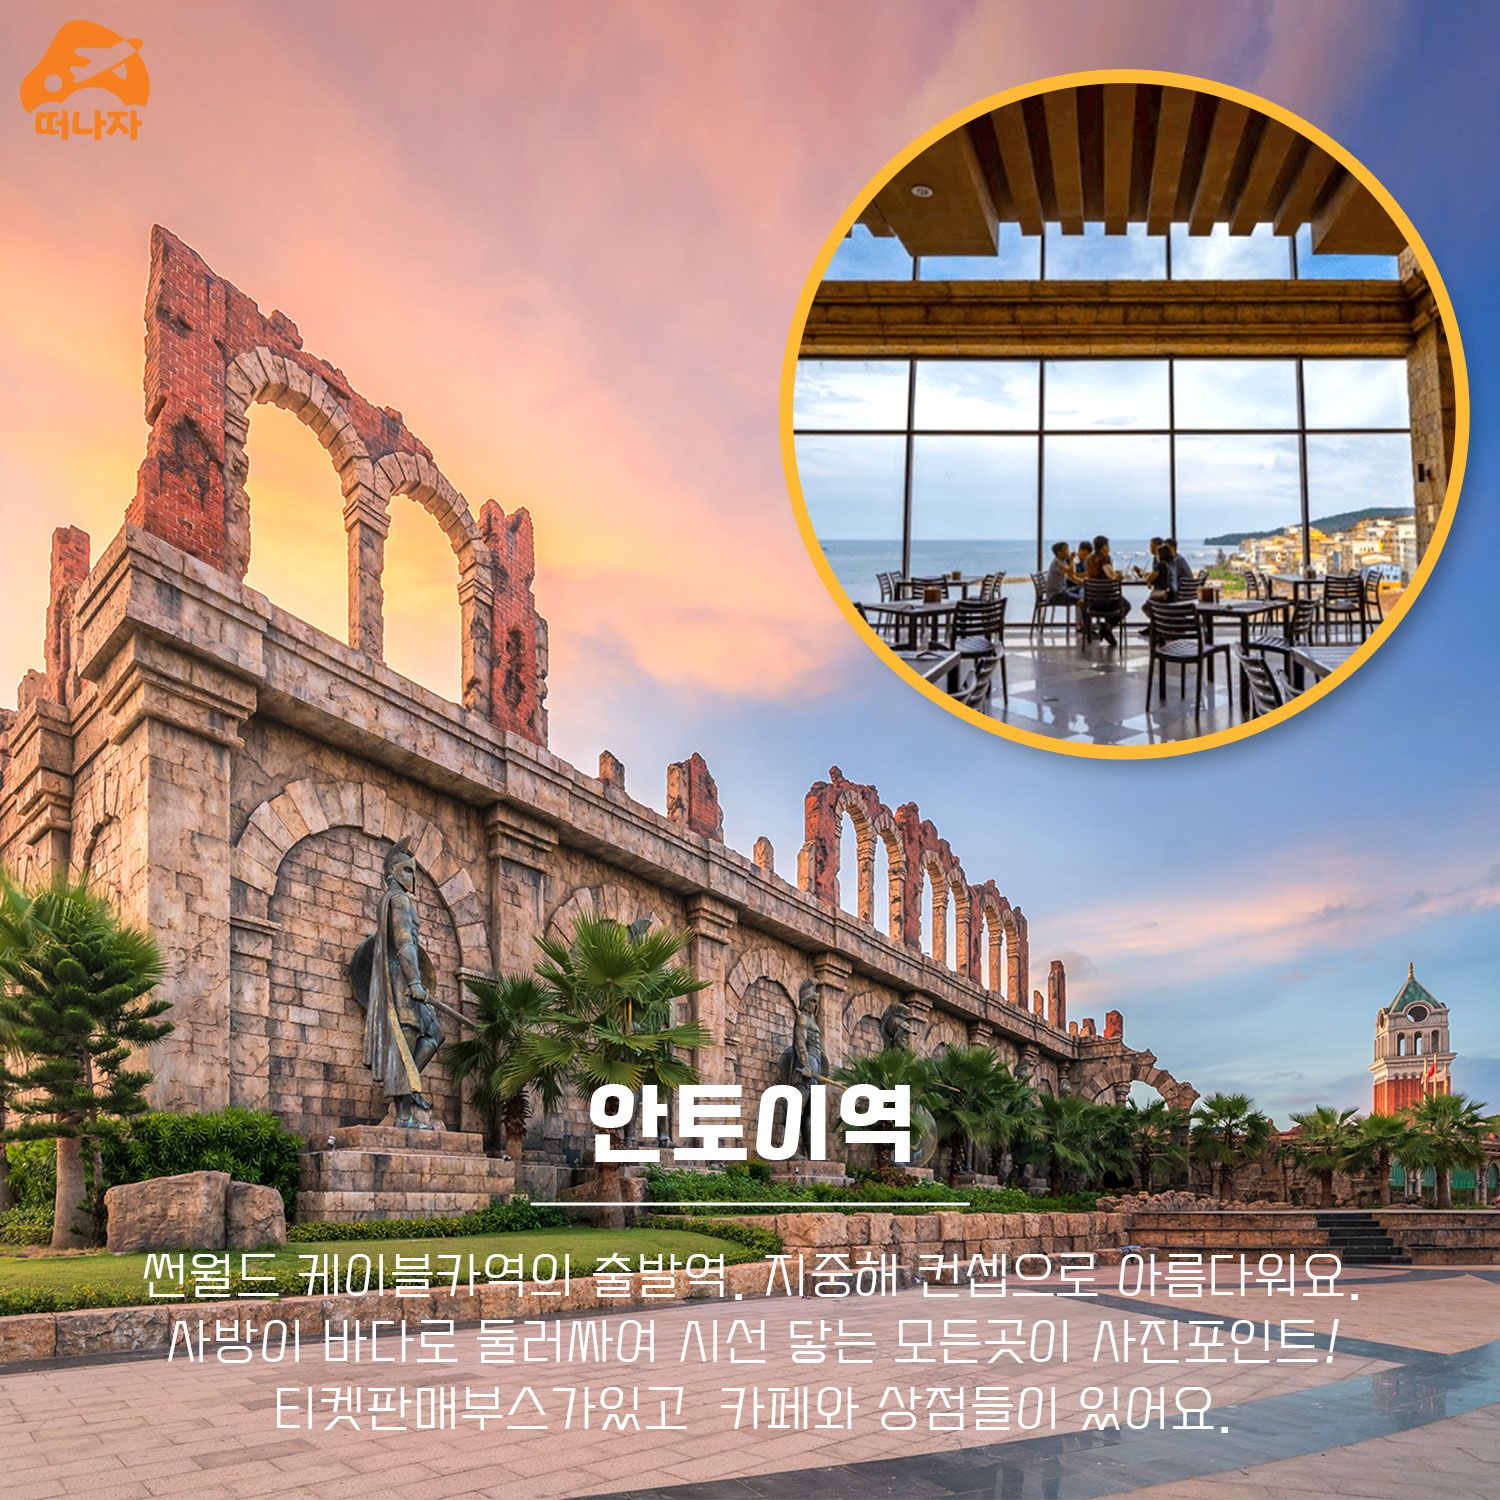 떠나자
안토이역
썬월드 케이블카역의 출발역. 지중해 컨셉으로 아름다워요.
사방이 바다로 둘러싸여 시선 닿는 모든곳이 사진포인트!
티켓판매부스가있고 카페와 상점들이 있어요.